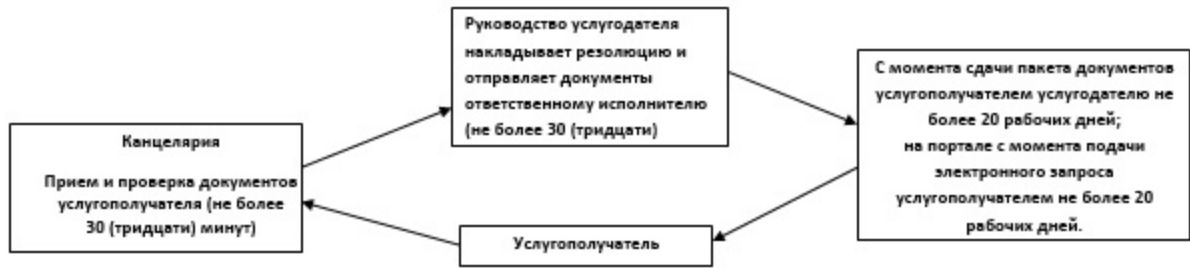 Канцелярия
Прием и проверка документов
услугополучателя (не более
30 (тридцати) минут)
Руководство услугодателя
накладывает резолюцию и
отправляет документы
ответственному исполнителю
(не более 30 (тридцати)
С момента сдачи пакета документов
услугополучателем услугодателю не
более 20 рабочих дней;
на портале с момента подачи
электронного запроса
услугополучателем не более 20
рабочих дней.
Услугополучатель